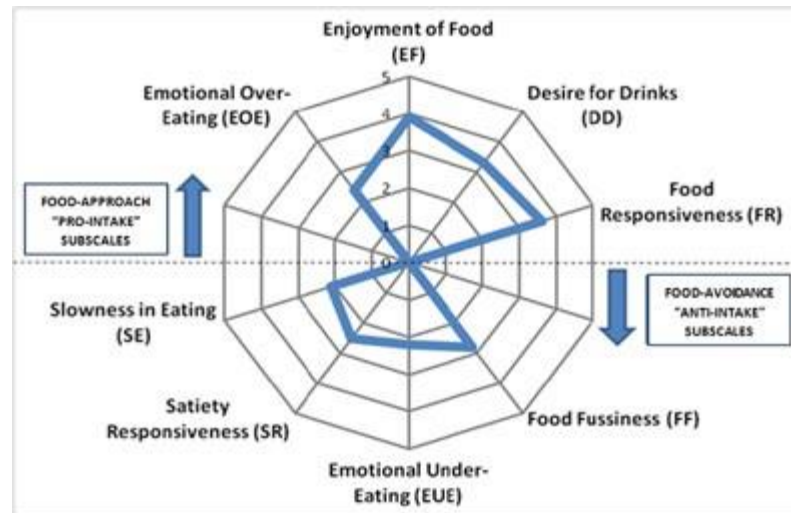 Enjoyment of Food
(EF)
5
4
3
2
1
0
Desire for Drinks
(DD)
Food
Responsiveness (FR)
Food Fussiness (FF)
Emotional Under-
Eating (EUE)
Satiety
Responsiveness (SR)
Slowness in Eating
(SE)
Emotional Over-
Eating (EOE)
FOOD-APPROACH
"PRO-INTAKE"
SUBSCALES
FOOD-AVOIDANCE
"ANTI-INTAKE"
SUBSCALES